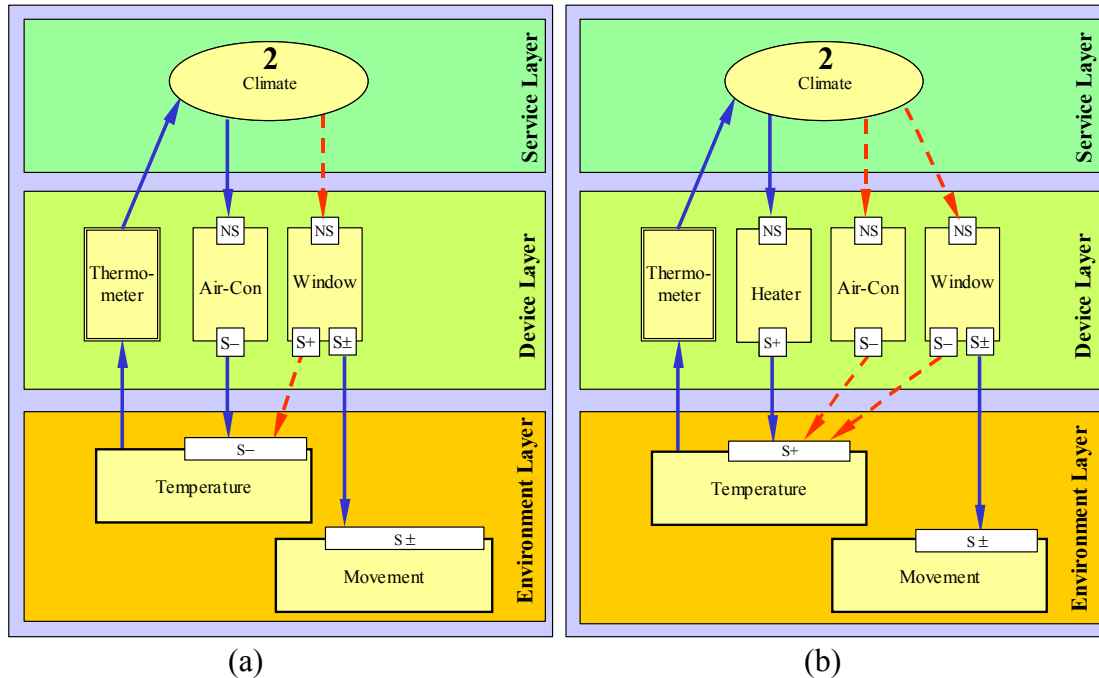 2
Climate
Service Layer
NS
NS
Thermo-
meter
Air-Con
Window
S−
S+
S±
Device Layer
S−
Temperature
S ±
Movement
Environment Layer
(a)
2
Climate
Service Layer
NS
NS
NS
Thermo-
meter
Heater
Air-Con
Window
S+
S−
S−
S±
Device Layer
S+
Temperature
S ±
Movement
Environment Layer
(b)